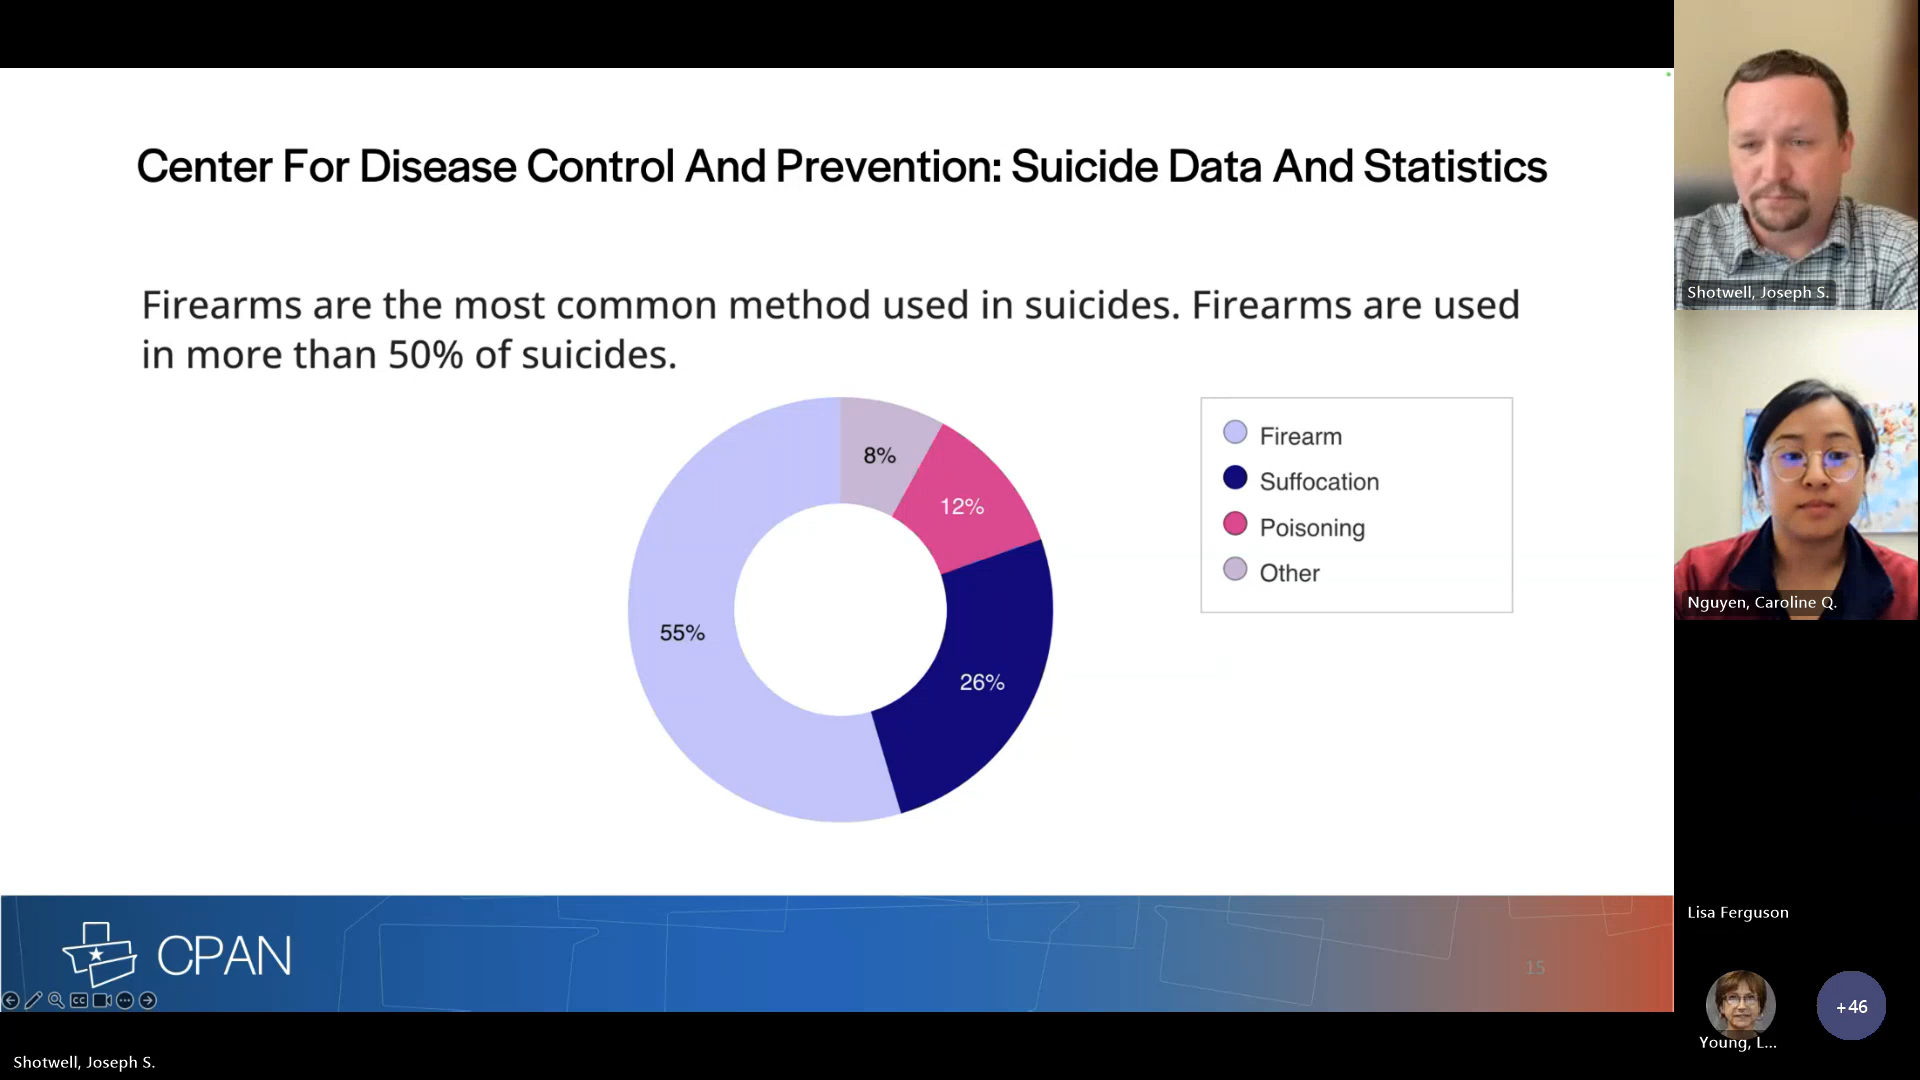 Center For Disease Control And Prevention: Suicide Data And Statistics
Firearms are the most common method used in suicides. Firearms are used
in more than 50% of suicides.
8%
12%
55%
26%
Firearm
Suffocation
Poisoning
Other
CPAN
15
CC
Shotwell, Joseph S.
Shotwell, Joseph S.
Nguyen, Caroline Q.
Lisa Ferguson
Young, L...
+46